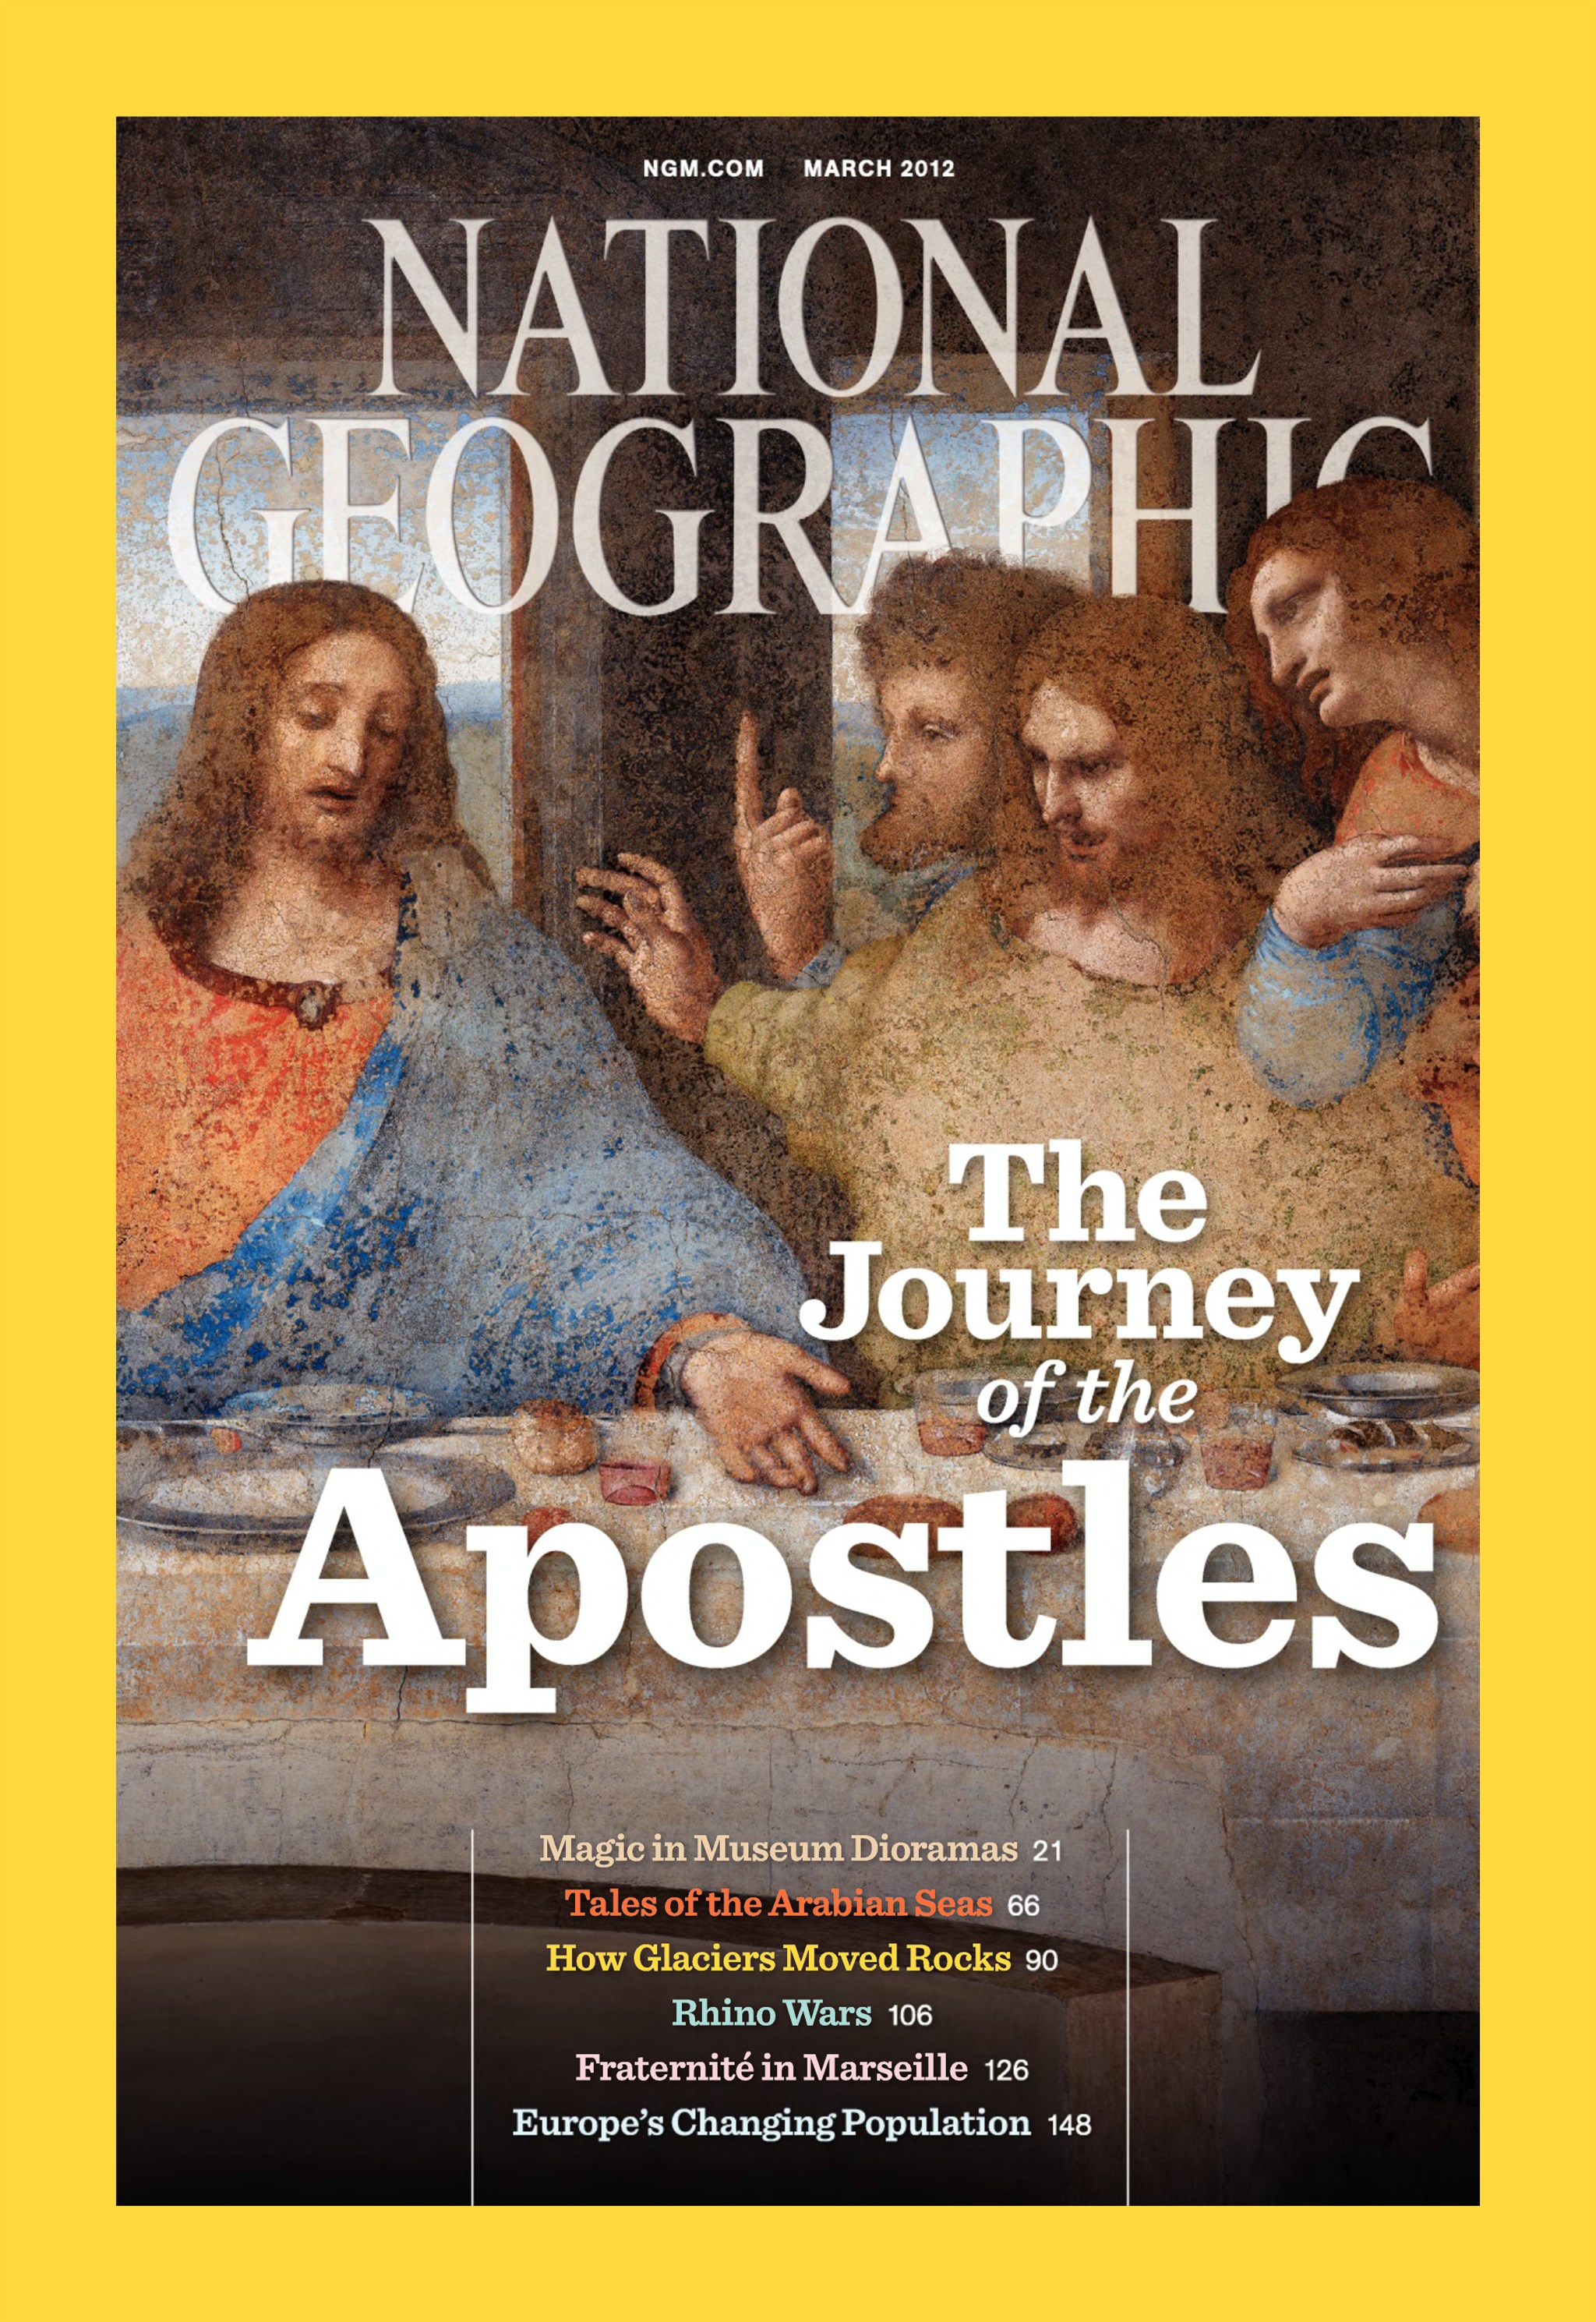 NGM.COM MARCH 2012
NATIONAL
GEOGRAPHIC
The
Journey
of the
Apostles
Magic in Museum Dioramas 21
Tales of the Arabian Seas 66
How Glaciers Moved Rocks 90
Rhino Wars 106
Fraternité in Marseille 126
Europe’s Changing Population 148